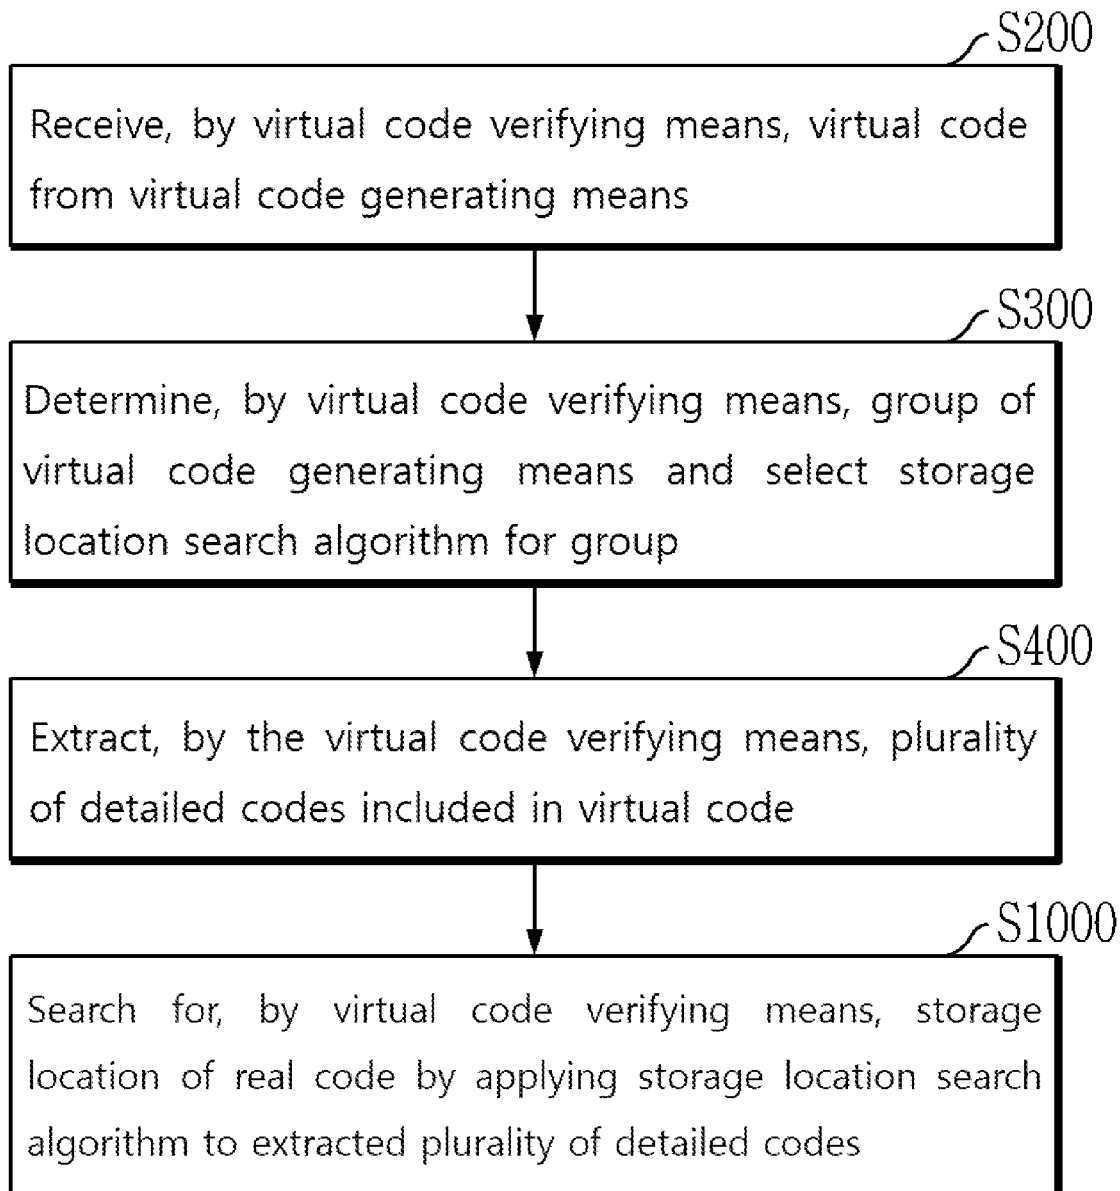 S200
Receive, by virtual code verifying means, virtual code
from virtual code generating means
S300
Determine, by virtual code verifying means, group of
virtual code generating means and select storage
location search algorithm for group
S400
Extract, by the virtual code verifying means, plurality
of detailed codes included in virtual code
S1000
Search for, by virtual code verifying means, storage
location of real code by applying storage location search
algorithm to extracted plurality of detailed codes